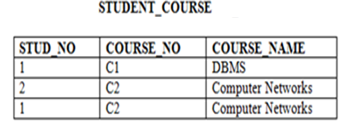 STUDENT_COURSE
STUD_NO COURSE_NO COURSE_NAME
1 C1 DBMS
2 C2 Computer Networks
1 C2 Computer Networks